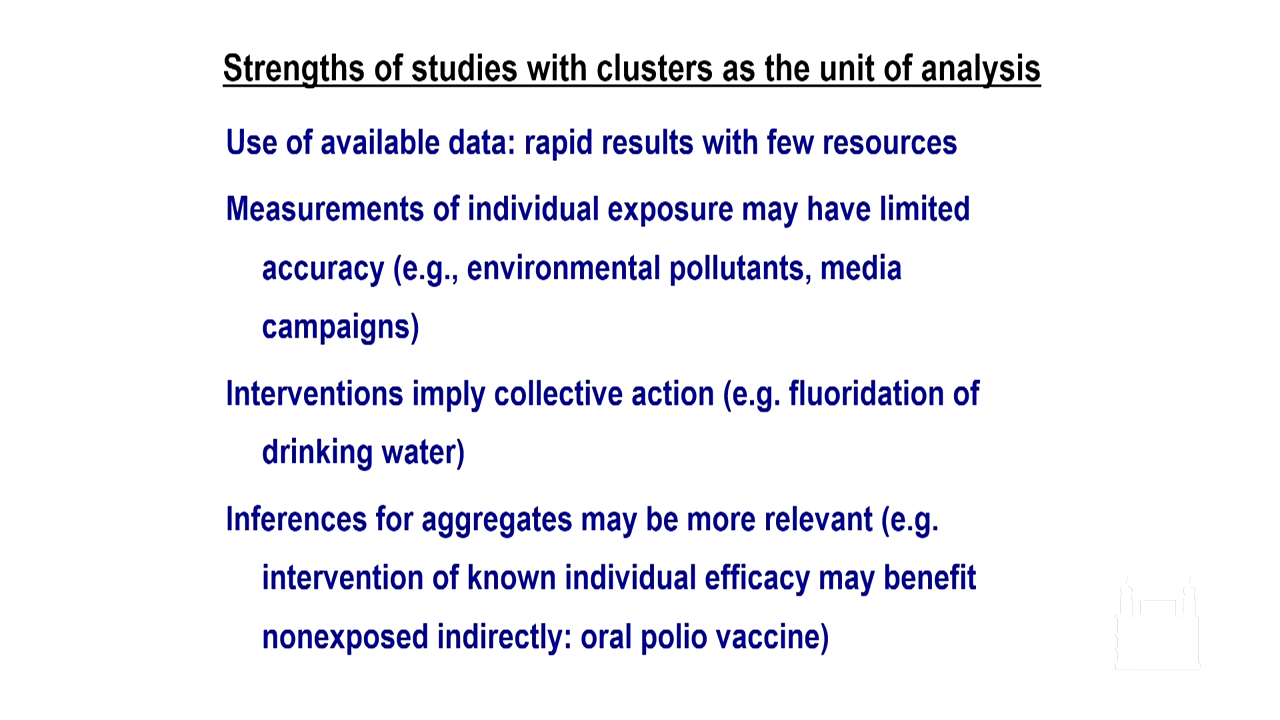 Strengths of studies with clusters as the unit of analysis
Use of available data: rapid results with few resources
Measurements of individual exposure may have limited
accuracy (e.g., environmental pollutants, media
campaigns)
Interventions imply collective action (e.g. fluoridation of
drinking water)
Inferences for aggregates may be more relevant (e.g.
intervention of known individual efficacy may benefit
nonexposed indirectly: oral polio vaccine)